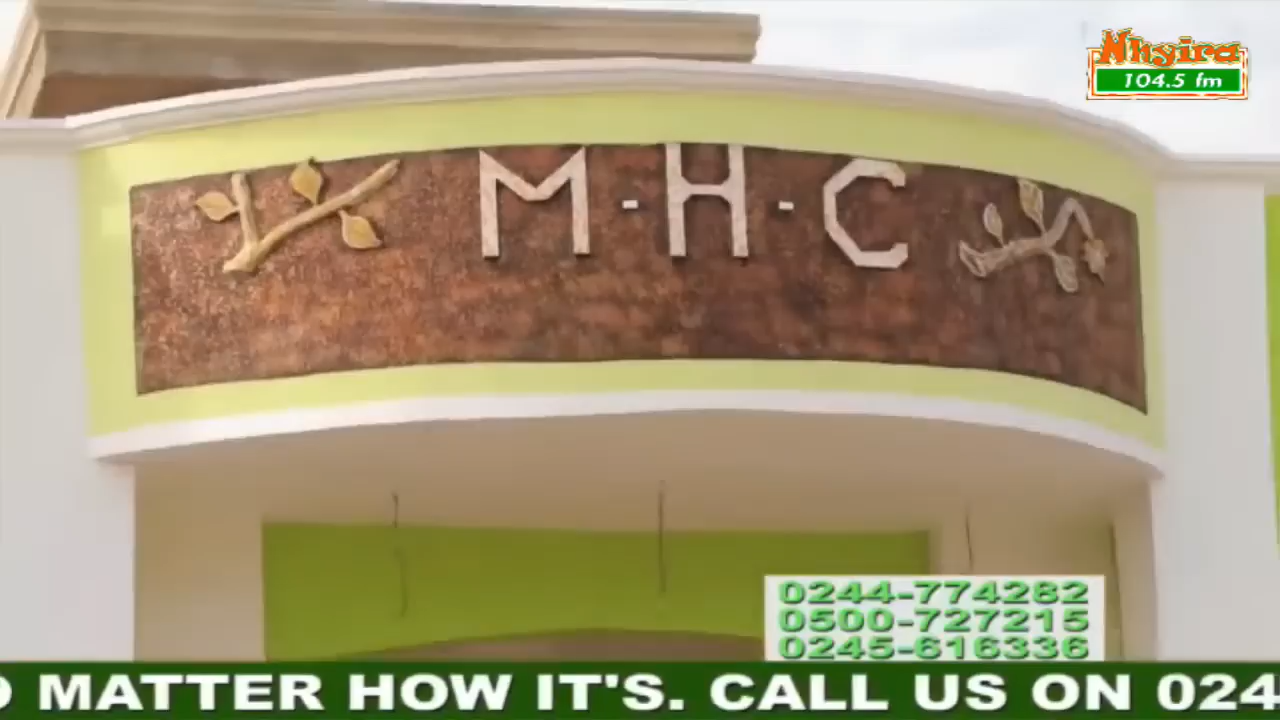 Nhyira
104.5 fm
M-H-C
0244-774282
0500-727215
0245-616336
MATTER HOW IT'S. CALL US ON 024